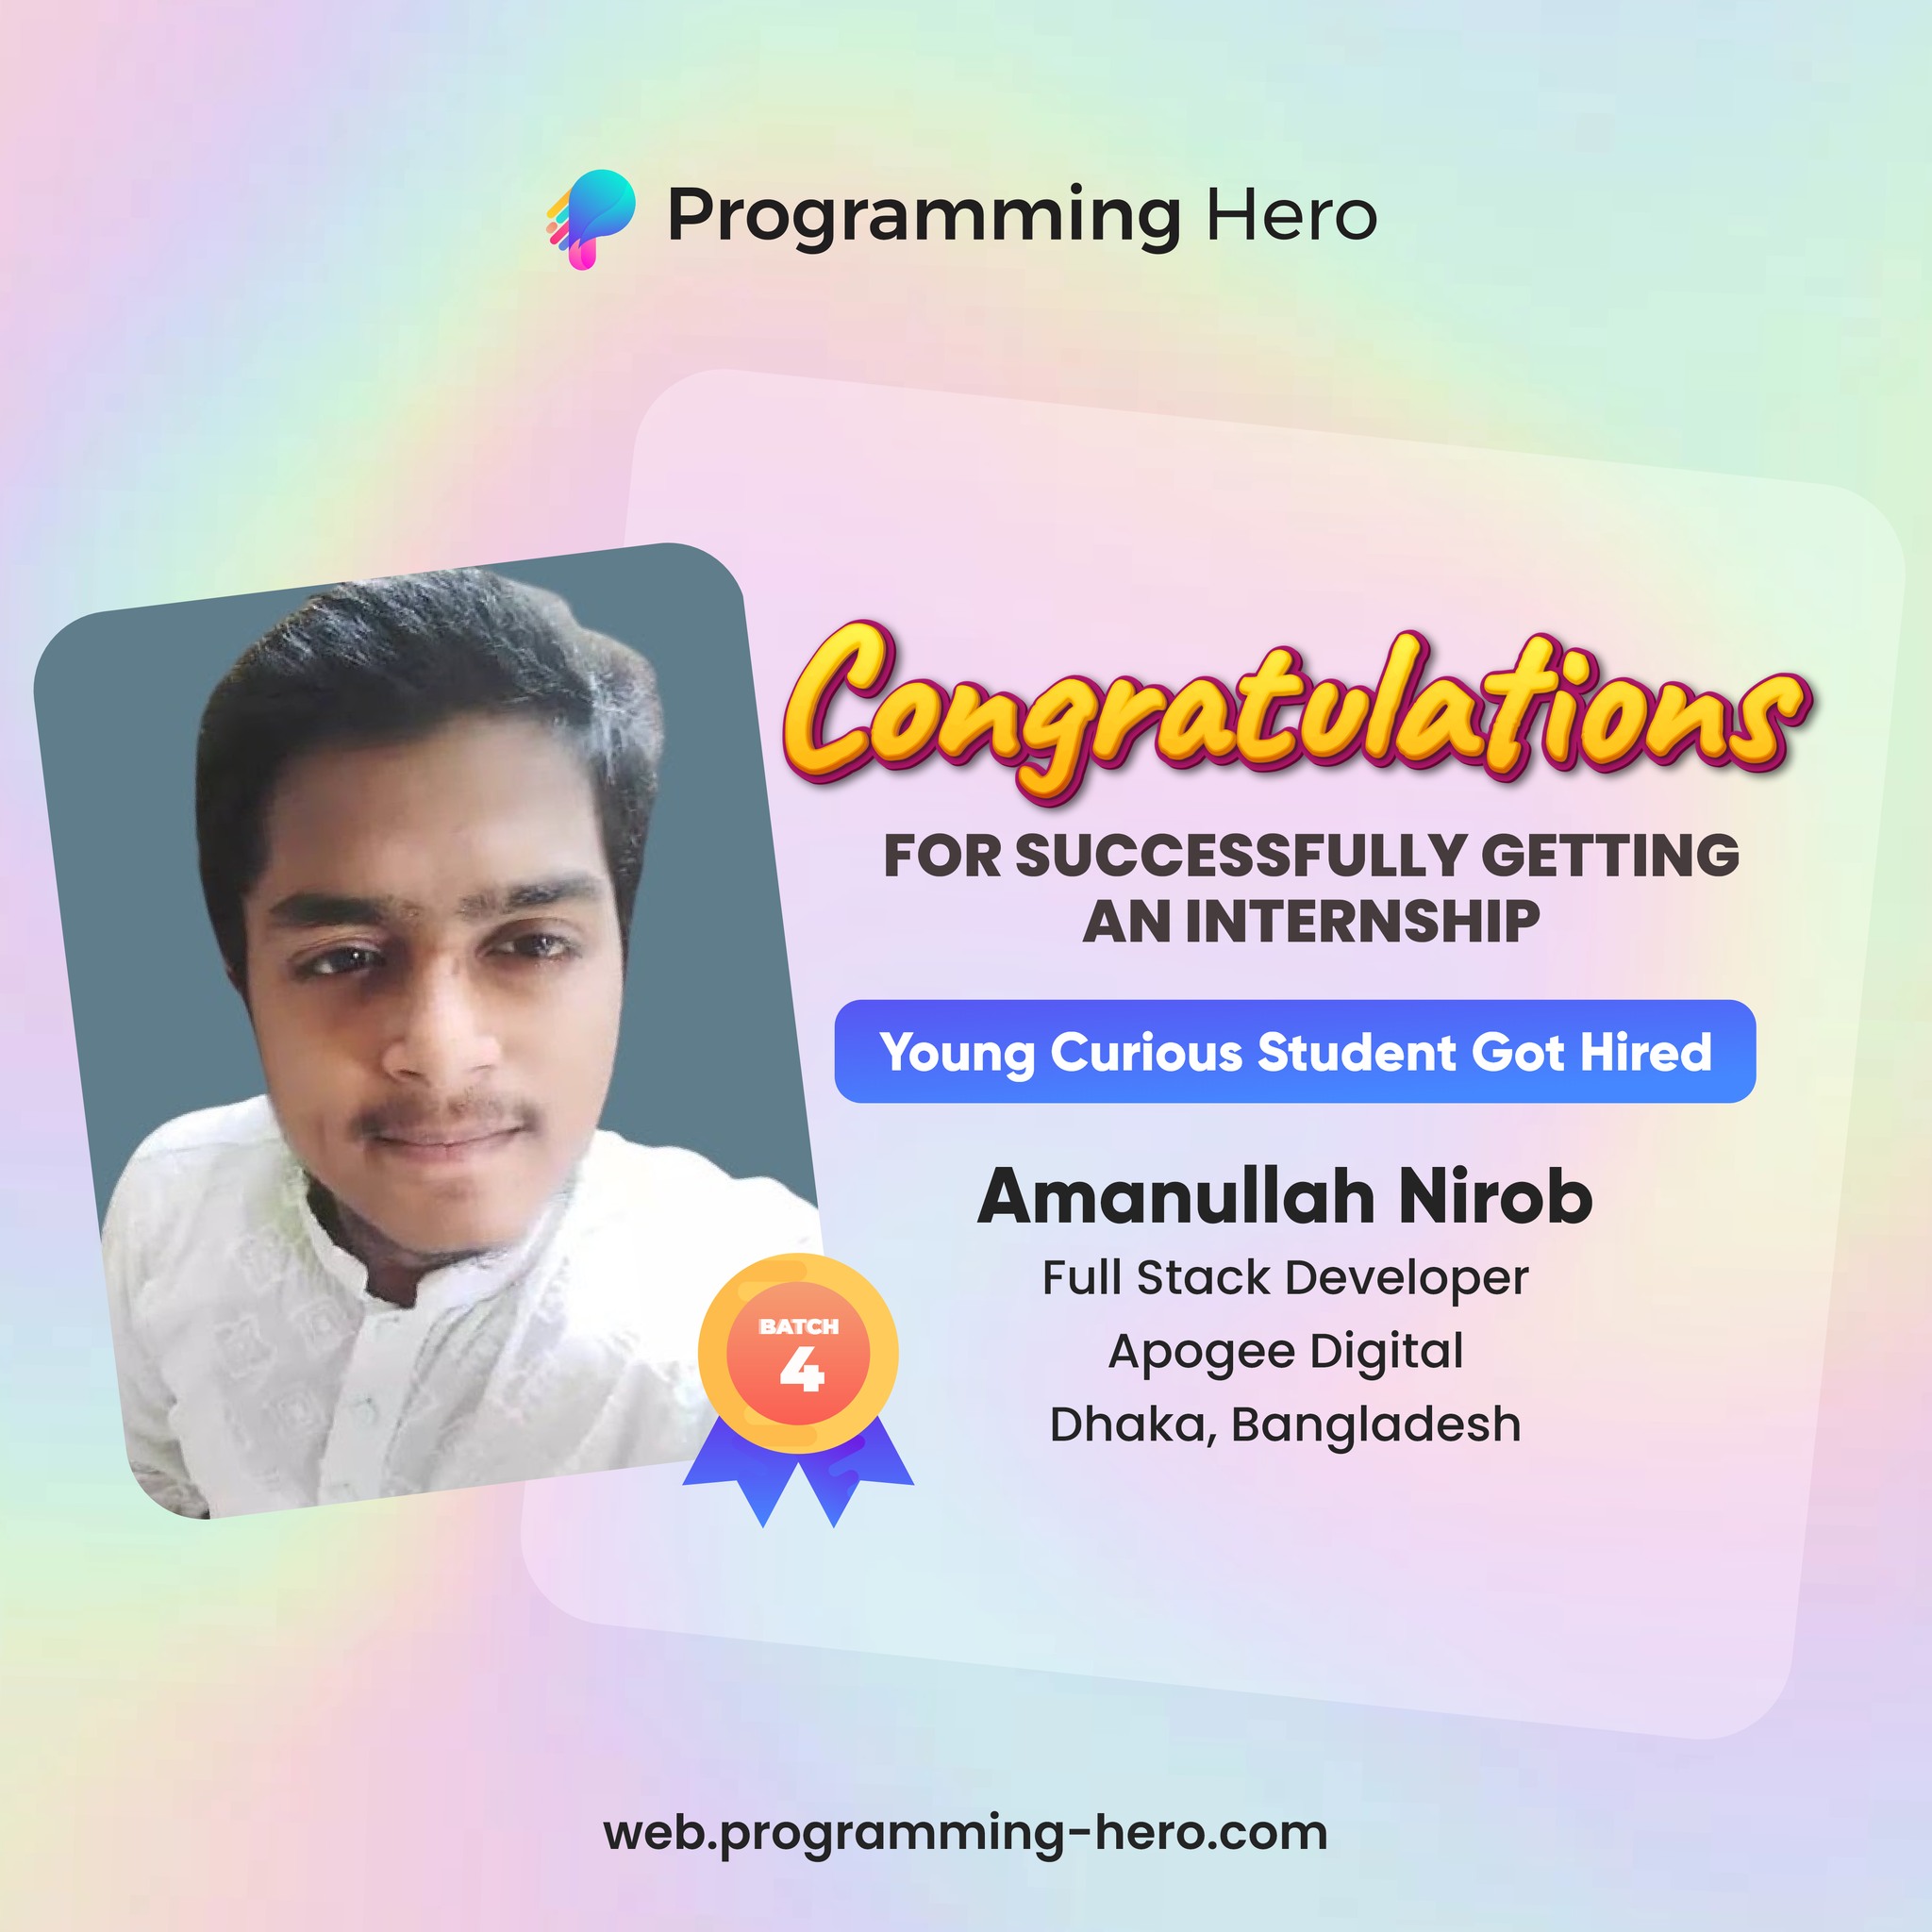 Programming Hero
Congratulations
FOR SUCCESSFULLY GETTING
AN INTERNSHIP
Young Curious Student Got Hired
Amanullah Nirob
Full Stack Developer
Apogee Digital
Dhaka, Bangladesh
BATCH
4
web.programming-hero.com